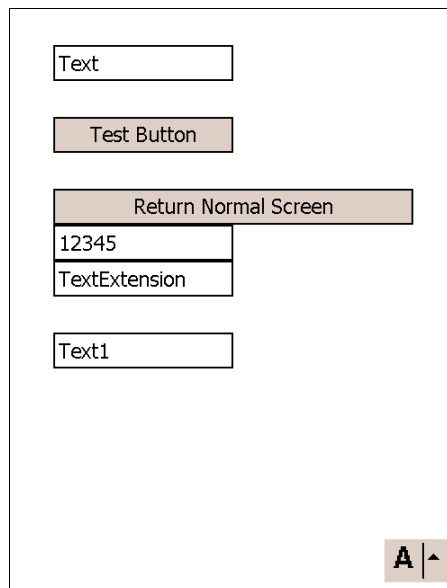 Text
Test Button
Return Normal Screen
12345
TextExtension
Text1
A